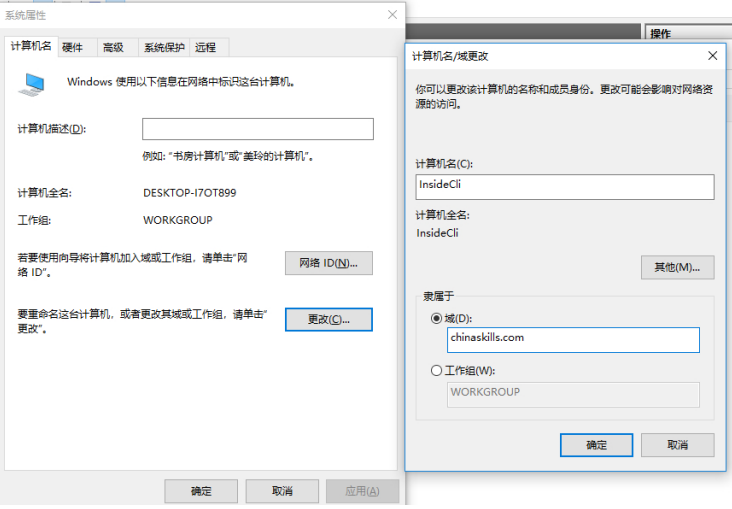 系统属性
计算机名
硬件
高级
系统保护
远程
Windows 使用以下信息在网络中标识这台计算机。
计算机描述(D):
例如: "书房计算机"或"美玲的计算机"。
计算机全名:
DESKTOP-I7OT899
工作组:
WORKGROUP
若要使用向导将计算机加入域或工作组，请单击"网
络 ID"。
网络 ID(N)...
要重命名这台计算机，或者更改其域或工作组，请单击"
更改"。
更改(C)...
确定
取消
应用(A)
操作
计算机名/域更改
你可以更改该计算机的名称和成员身份。更改可能会影响对网络资
源的访问。
计算机名(C):
InsideCli
计算机全名:
InsideCli
其他(M)...
隶属于
域(D):
chinaskills.com
工作组(W):
WORKGROUP
确定
取消